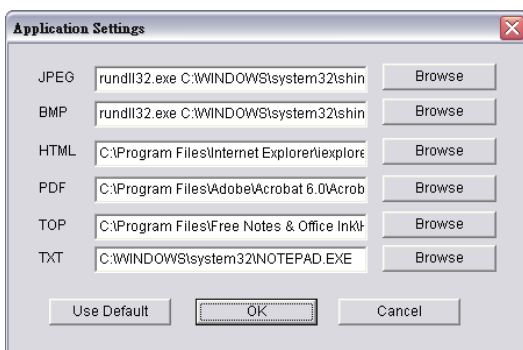 Application Settings
JPEG rundll32.exe C:\WINDOWS\system32\shin Browse
BMP rundll32.exe C:\WINDOWS\system32\shin Browse
HTML C:\Program Files\Internet Explorer\iexplore Browse
PDF C:\Program Files\Adobe\Acrobat 6.0\Acrob Browse
TOP C:\Program Files\Free Notes & Office Ink\H Browse
TXT C:\WINDOWS\system32\NOTEPAD.EXE Browse
Use Default OK Cancel